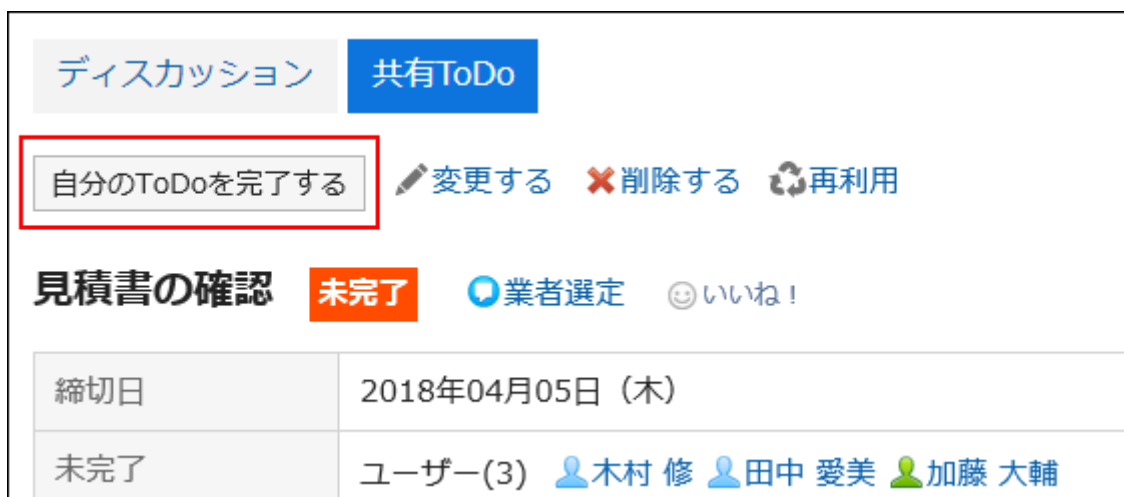 ディスカッション 共有ToDo
自分のToDoを完了する 変更する 削除する 再利用
見積書の確認 未完了 業者選定 いいね！
締切日 2018年04月05日（木）
未完了 ユーザー(3) 木村 修 田中 愛美 加藤 大輔